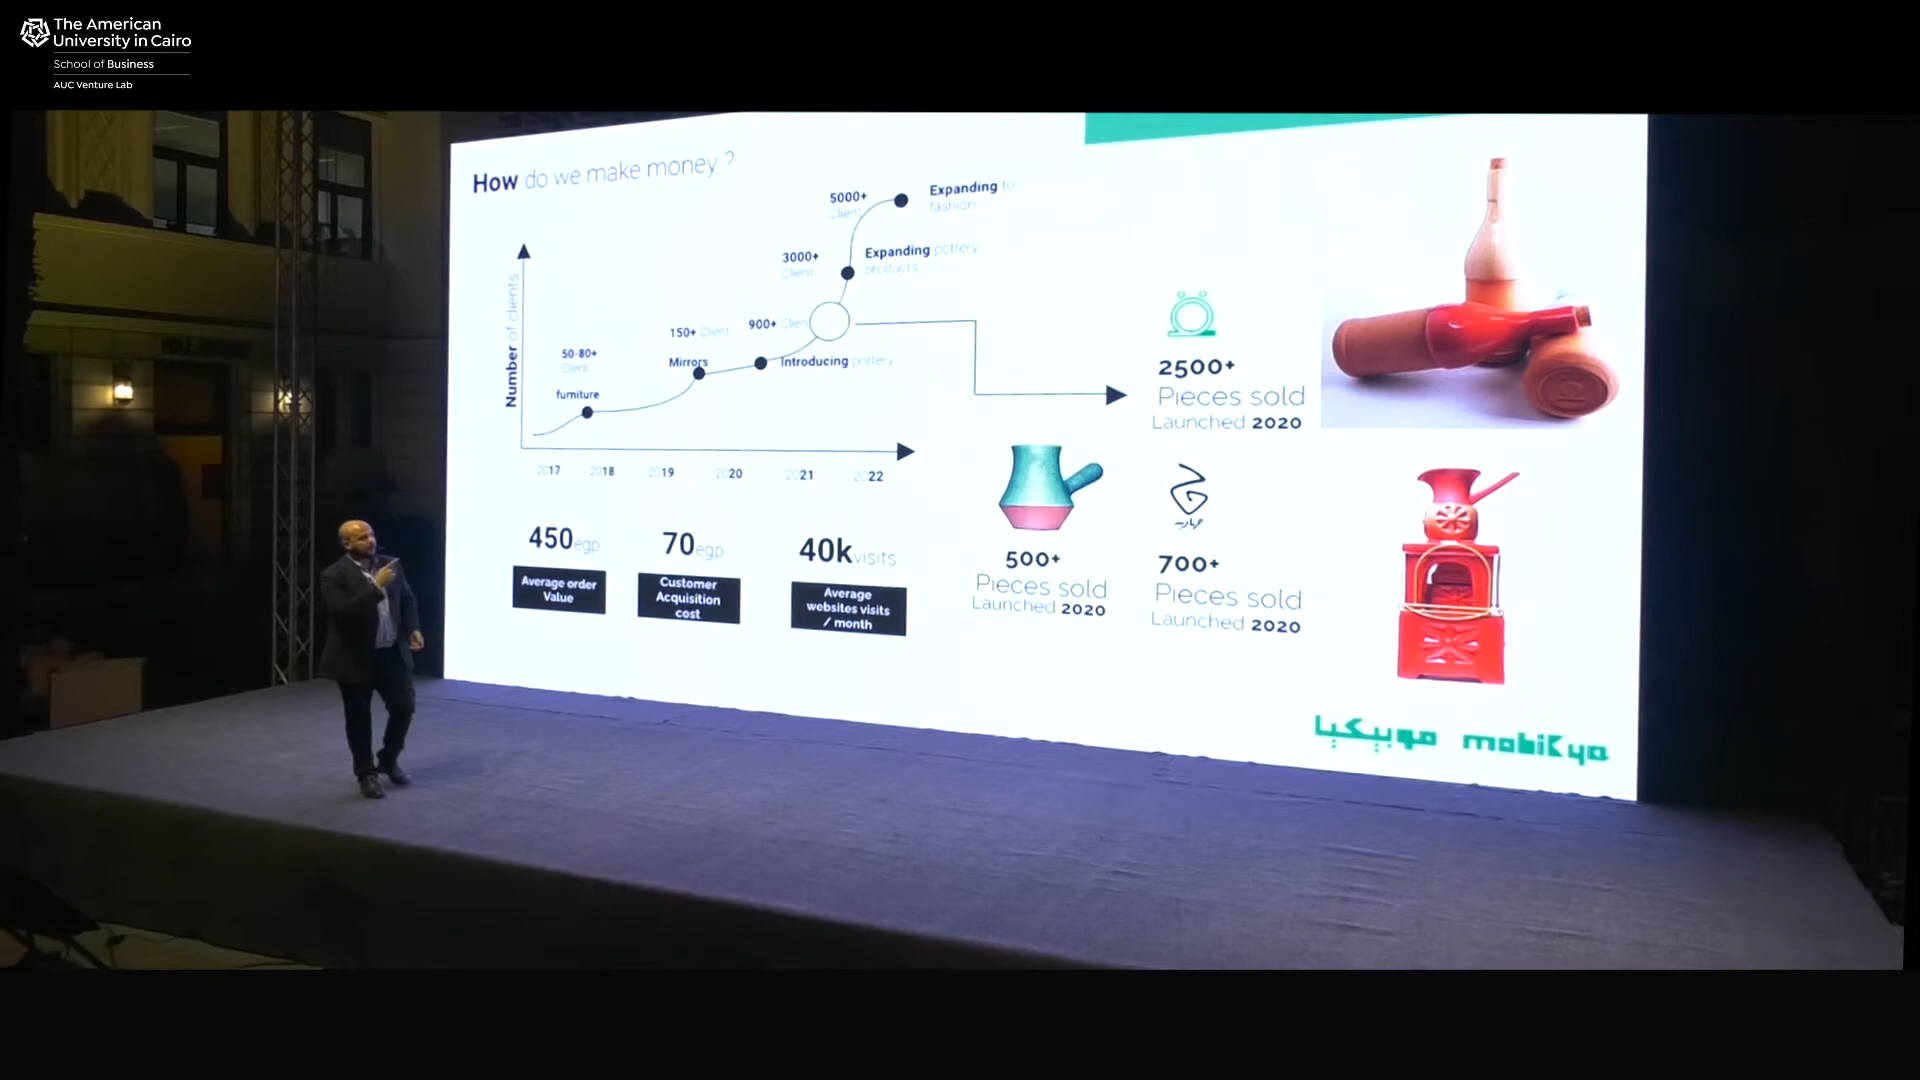 The American
University in Cairo
School of Business
AUC Venture Lab
How do we make money ?
Number of clients
5000+
Client
Expanding to
fashion
3000+
Client
Expanding pottery
products
150+ Client
900+ Client
50-80+
Client
Mirrors
Introducing pottery
furniture
2017
2018
2019
2020
2021
2022
450egp
Average order
Value
70egp
Customer
Acquisition
cost
40kvisits
Average
websites visits
/ month
2500+
Pieces sold
Launched 2020
500+
Pieces sold
Launched 2020
700+
Pieces sold
Launched 2020
موبيكيا mobikya